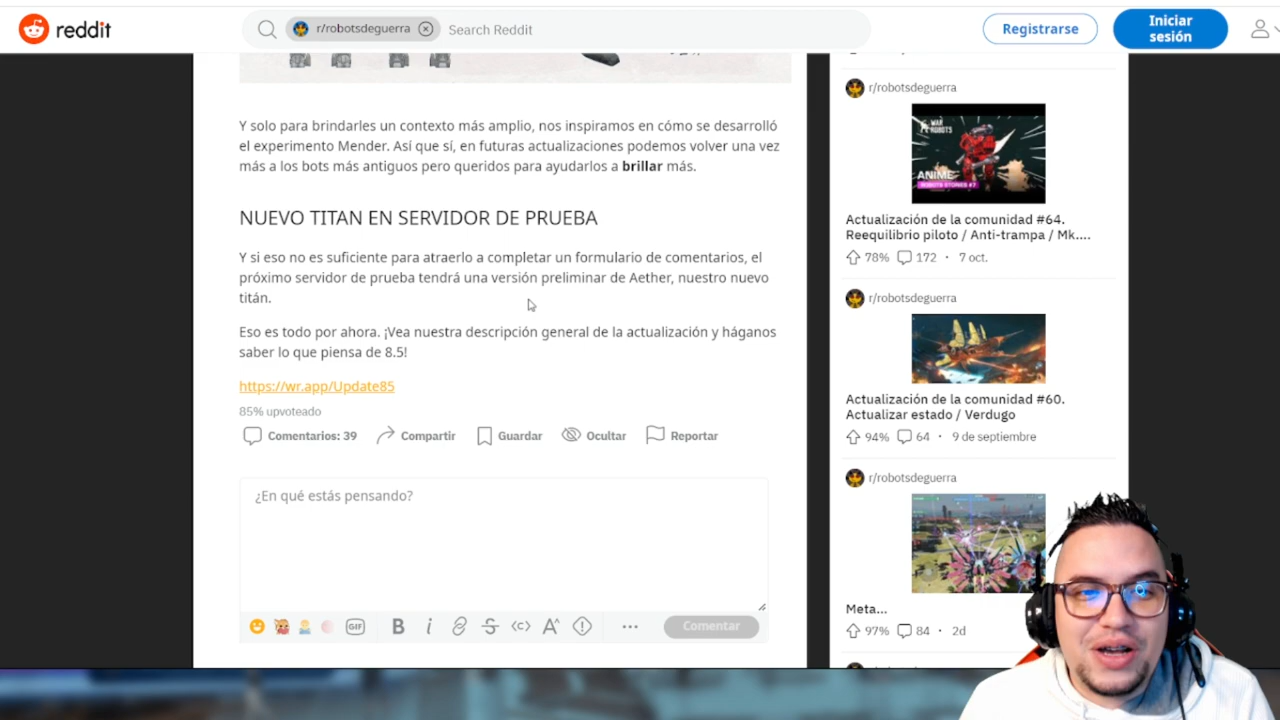 reddit
r/robotsdeguerra
Search Reddit
Registrarse
Iniciar
sesión
Y solo para brindarles un contexto más amplio, nos inspiramos en cómo se desarrolló
el experimento Mender. Así que sí, en futuras actualizaciones podemos volver una vez
más a los bots más antiguos pero queridos para ayudarlos a brillar más.
NUEVO TITAN EN SERVIDOR DE PRUEBA
Y si eso no es suficiente para atraerlo a completar un formulario de comentarios, el
próximo servidor de prueba tendrá una versión preliminar de Aether, nuestro nuevo
titán.
Eso es todo por ahora. ¡Vea nuestra descripción general de la actualización y háganos
saber lo que piensa de 8.5!
https://wr.app/Update85
85% upvoteado
Comentarios: 39
Compartir
Guardar
Ocultar
Reportar
¿En qué estás pensando?
GIF
B
i
S
<c>
A^
...
Comentar
r/robotsdeguerra
WAR
ROBOTS
ANIME
ROBOTS STORIES #7
Actualización de la comunidad #64.
Reequilibrio piloto / Anti-trampa / Mk....
78% 172 · 7 oct.
r/robotsdeguerra
Actualización de la comunidad #60.
Actualizar estado / Verdugo
94% 64 · 9 de septiembre
r/robotsdeguerra
Meta...
97% 84 · 2d